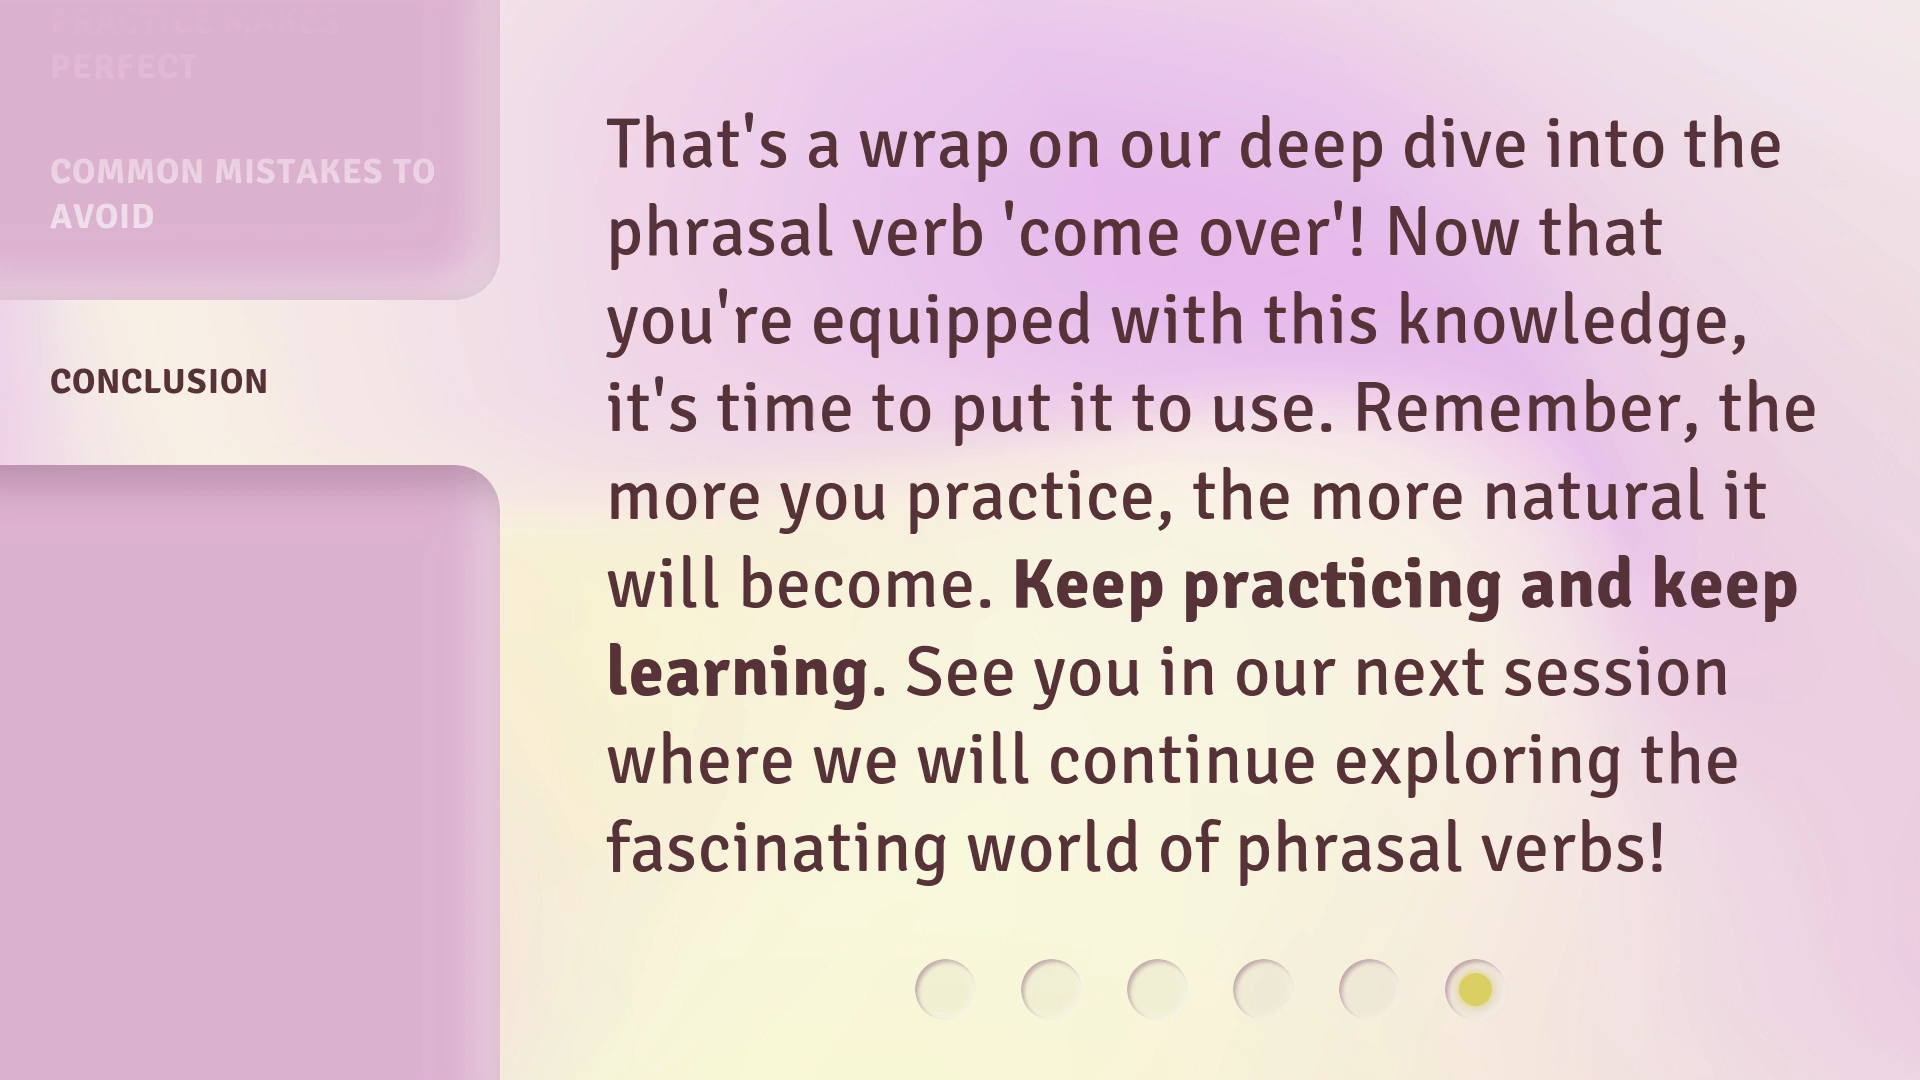 PRACTICE MAKES
PERFECT
COMMON MISTAKES TO
AVOID
CONCLUSION
That's a wrap on our deep dive into the
phrasal verb 'come over'! Now that
you're equipped with this knowledge,
it's time to put it to use. Remember, the
more you practice, the more natural it
will become. Keep practicing and keep
learning. See you in our next session
where we will continue exploring the
fascinating world of phrasal verbs!